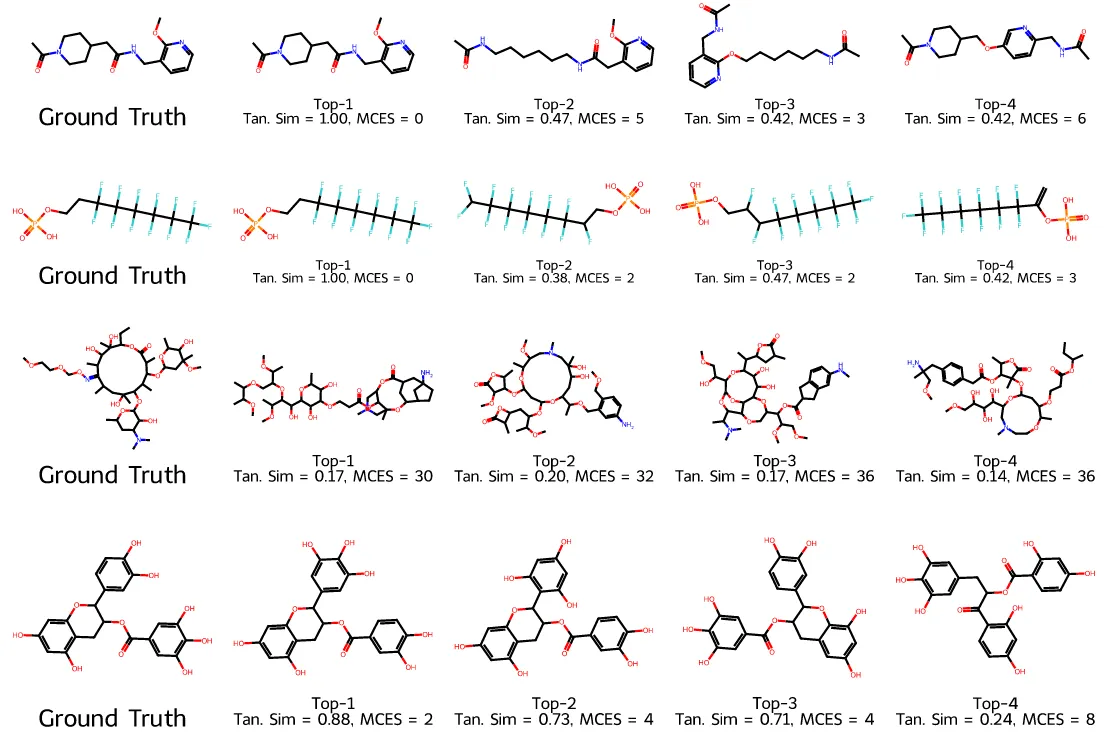 Ground Truth
Top-1
Tan. Sim = 1.00, MCES = 0
Top-2
Tan. Sim = 0.47, MCES = 5
Top-3
Tan. Sim = 0.42, MCES = 3
Top-4
Tan. Sim = 0.42, MCES = 6
Ground Truth
Top-1
Tan. Sim = 1.00, MCES = 0
Top-2
Tan. Sim = 0.38, MCES = 2
Top-3
Tan. Sim = 0.47, MCES = 2
Top-4
Tan. Sim = 0.42, MCES = 3
Ground Truth
Top-1
Tan. Sim = 0.17, MCES = 30
Top-2
Tan. Sim = 0.20, MCES = 32
Top-3
Tan. Sim = 0.17, MCES = 36
Top-4
Tan. Sim = 0.14, MCES = 36
Ground Truth
Top-1
Tan. Sim = 0.88, MCES = 2
Top-2
Tan. Sim = 0.73, MCES = 4
Top-3
Tan. Sim = 0.71, MCES = 4
Top-4
Tan. Sim = 0.24, MCES = 8